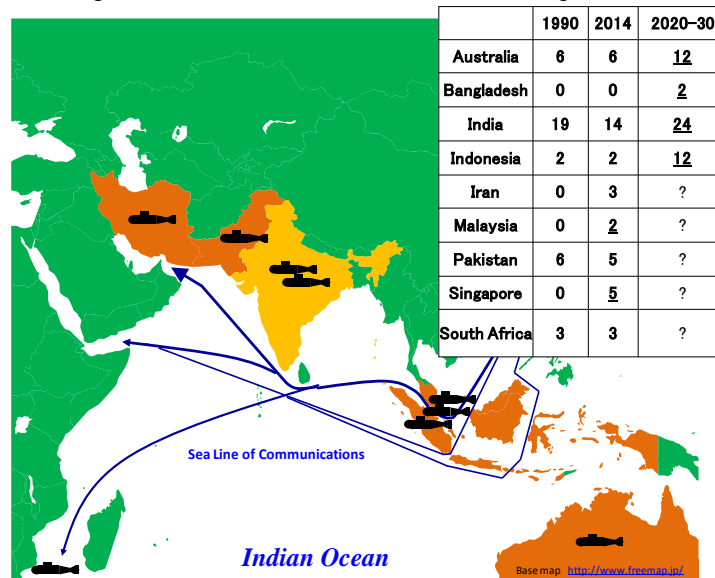 1990 2014 2020-30
Australia 6 6 12
Bangladesh 0 0 2
India 19 14 24
Indonesia 2 2 12
Iran 0 3 ?
Malaysia 0 2 ?
Pakistan 6 5 ?
Singapore 0 5 ?
South Africa 3 3 ?
Sea Line of Communications
Indian Ocean
Base map http://www.freemap.jp/